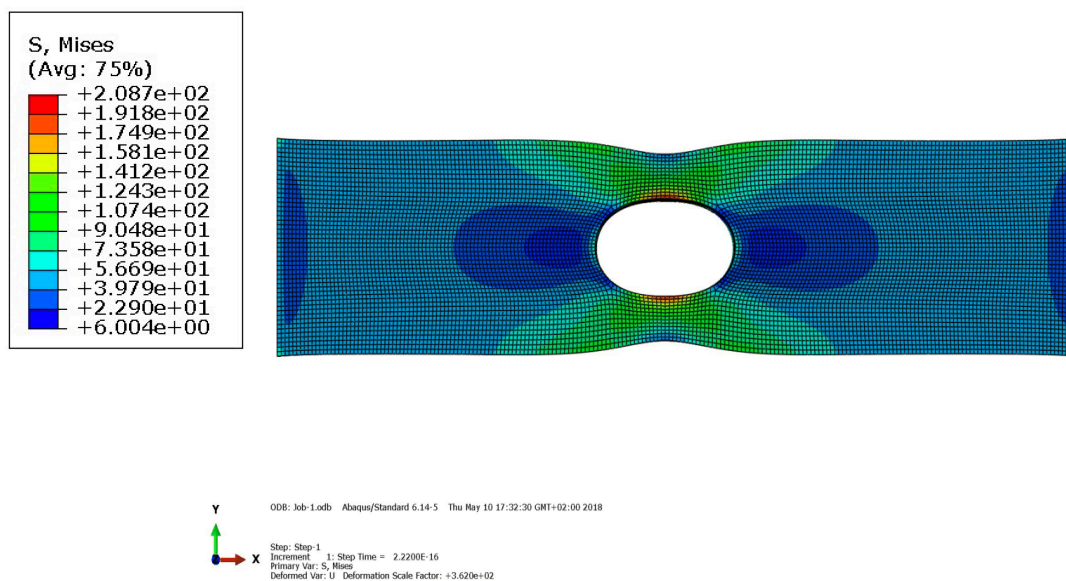 S, Mises
(Avg: 75%)
+2.087e+02
+1.918e+02
+1.749e+02
+1.581e+02
+1.412e+02
+1.243e+02
+1.074e+02
+9.048e+01
+7.358e+01
+5.669e+01
+3.979e+01
+2.290e+01
+6.004e+00
Y
X
ODB: Job-1.odb Abaqus/Standard 6.14-5 Thu May 10 17:32:30 GMT+02:00 2018
Step: Step-1
Increment 1: Step Time = 2.2200E-16
Primary Var: S, Mises
Deformed Var: U Deformation Scale Factor: +3.620e+02